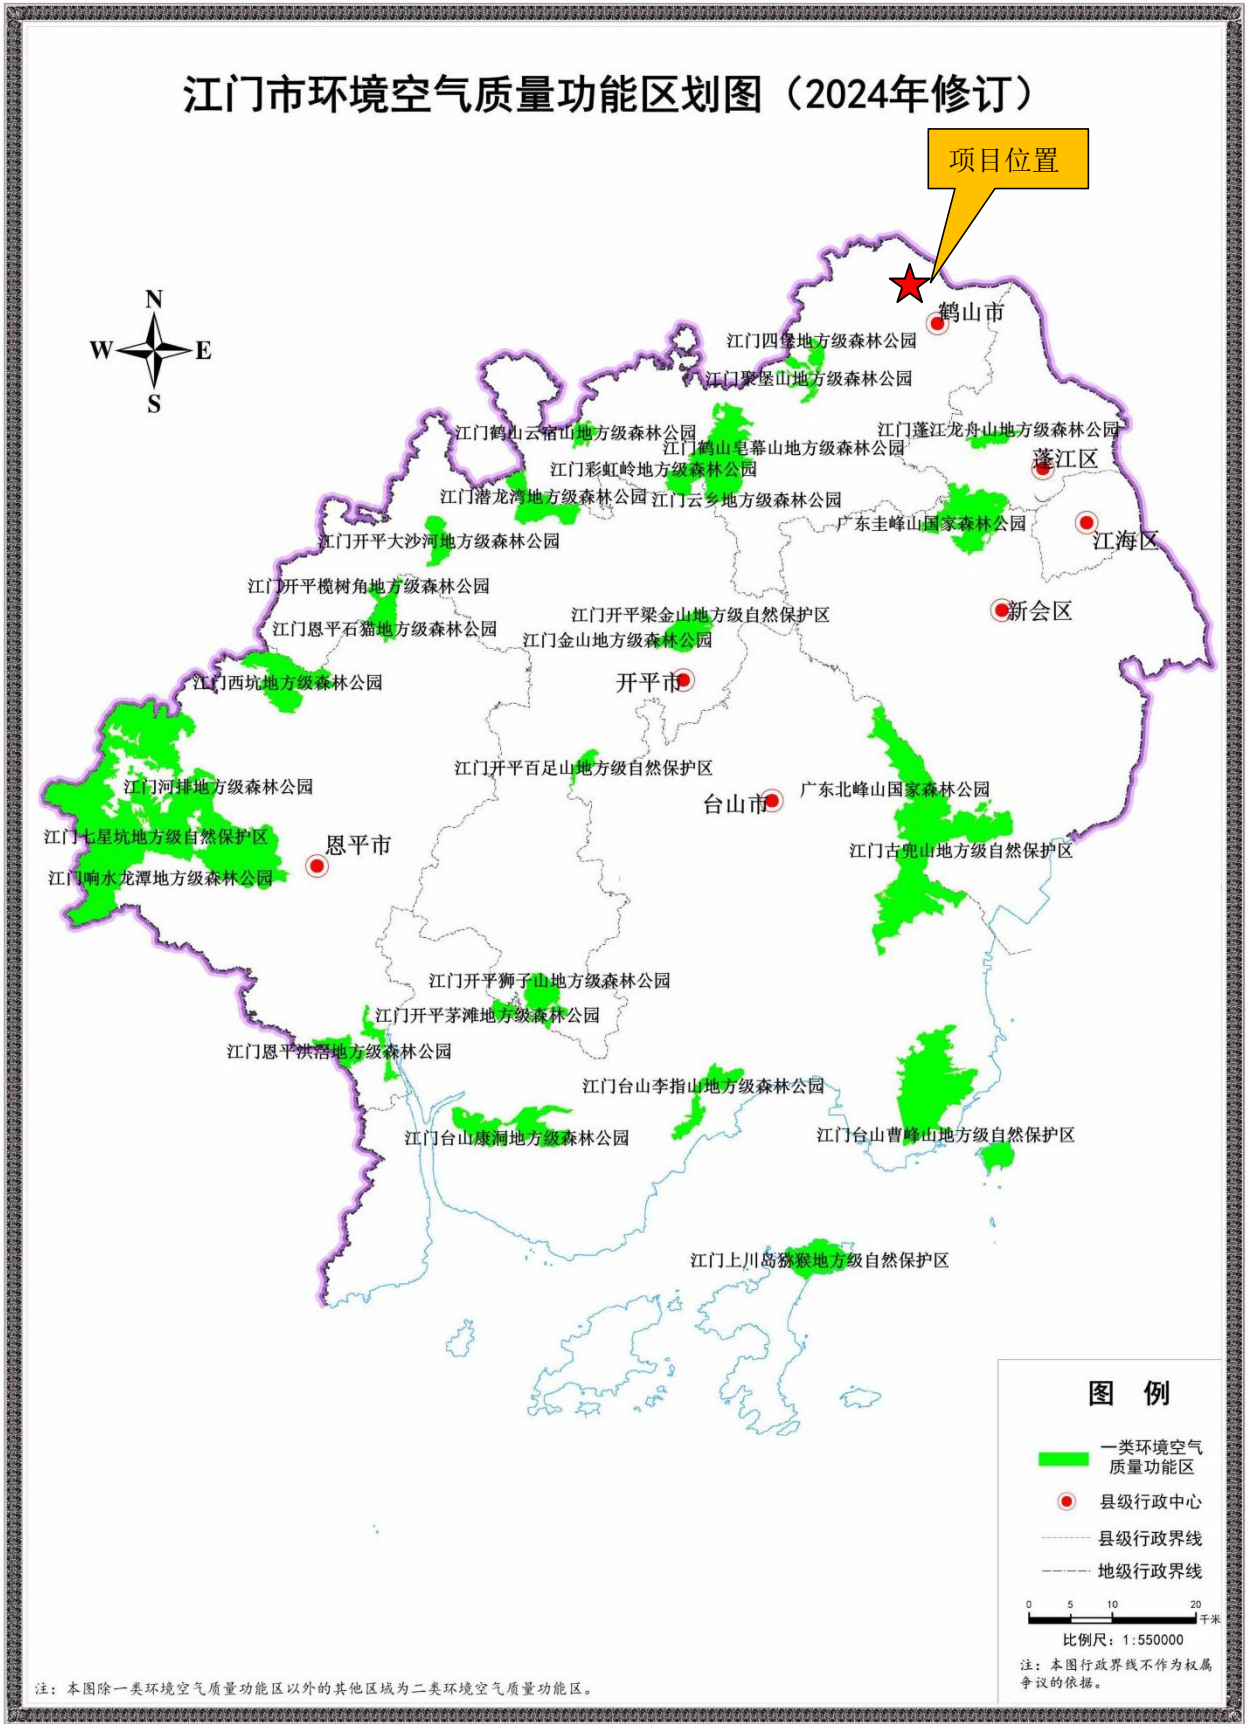 江门市环境空气质量功能区划图（2024年修订）
项目位置
N
W
E
S
鹤山市
江门四堡地方级森林公园
江门聚堡山地方级森林公园
江门鹤山云宿山地方级森林公园
江门蓬江龙舟山地方级森林公园
江门鹤山皂幕山地方级森林公园
蓬江区
江门彩虹岭地方级森林公园
江门潜龙湾地方级森林公园
江门云乡地方级森林公园
广东圭峰山国家森林公园
江门开平大沙河地方级森林公园
江海区
江门开平榄树角地方级森林公园
新会区
江门开平梁金山地方级自然保护区
江门恩平石猫地方级森林公园
江门金山地方级森林公园
江门西坑地方级森林公园
开平市
江门开平百足山地方级自然保护区
江门河排地方级森林公园
广东北峰山国家森林公园
台山市
江门七星坑地方级自然保护区
恩平市
江门古兜山地方级自然保护区
江门响水龙潭地方级森林公园
江门开平狮子山地方级森林公园
江门开平茅滩地方级森林公园
江门恩平洪滘地方级森林公园
江门台山李指山地方级森林公园
江门台山康洞地方级森林公园
江门台山曹峰山地方级自然保护区
江门上川岛猕猴地方级自然保护区
图 例
一类环境空气
质量功能区
县级行政中心
县级行政界线
地级行政界线
0 5 10 20
千米
比例尺：1:550000
注：本图行政界线不作为权属
争议的依据。
注：本图除一类环境空气质量功能区以外的其他区域为二类环境空气质量功能区。